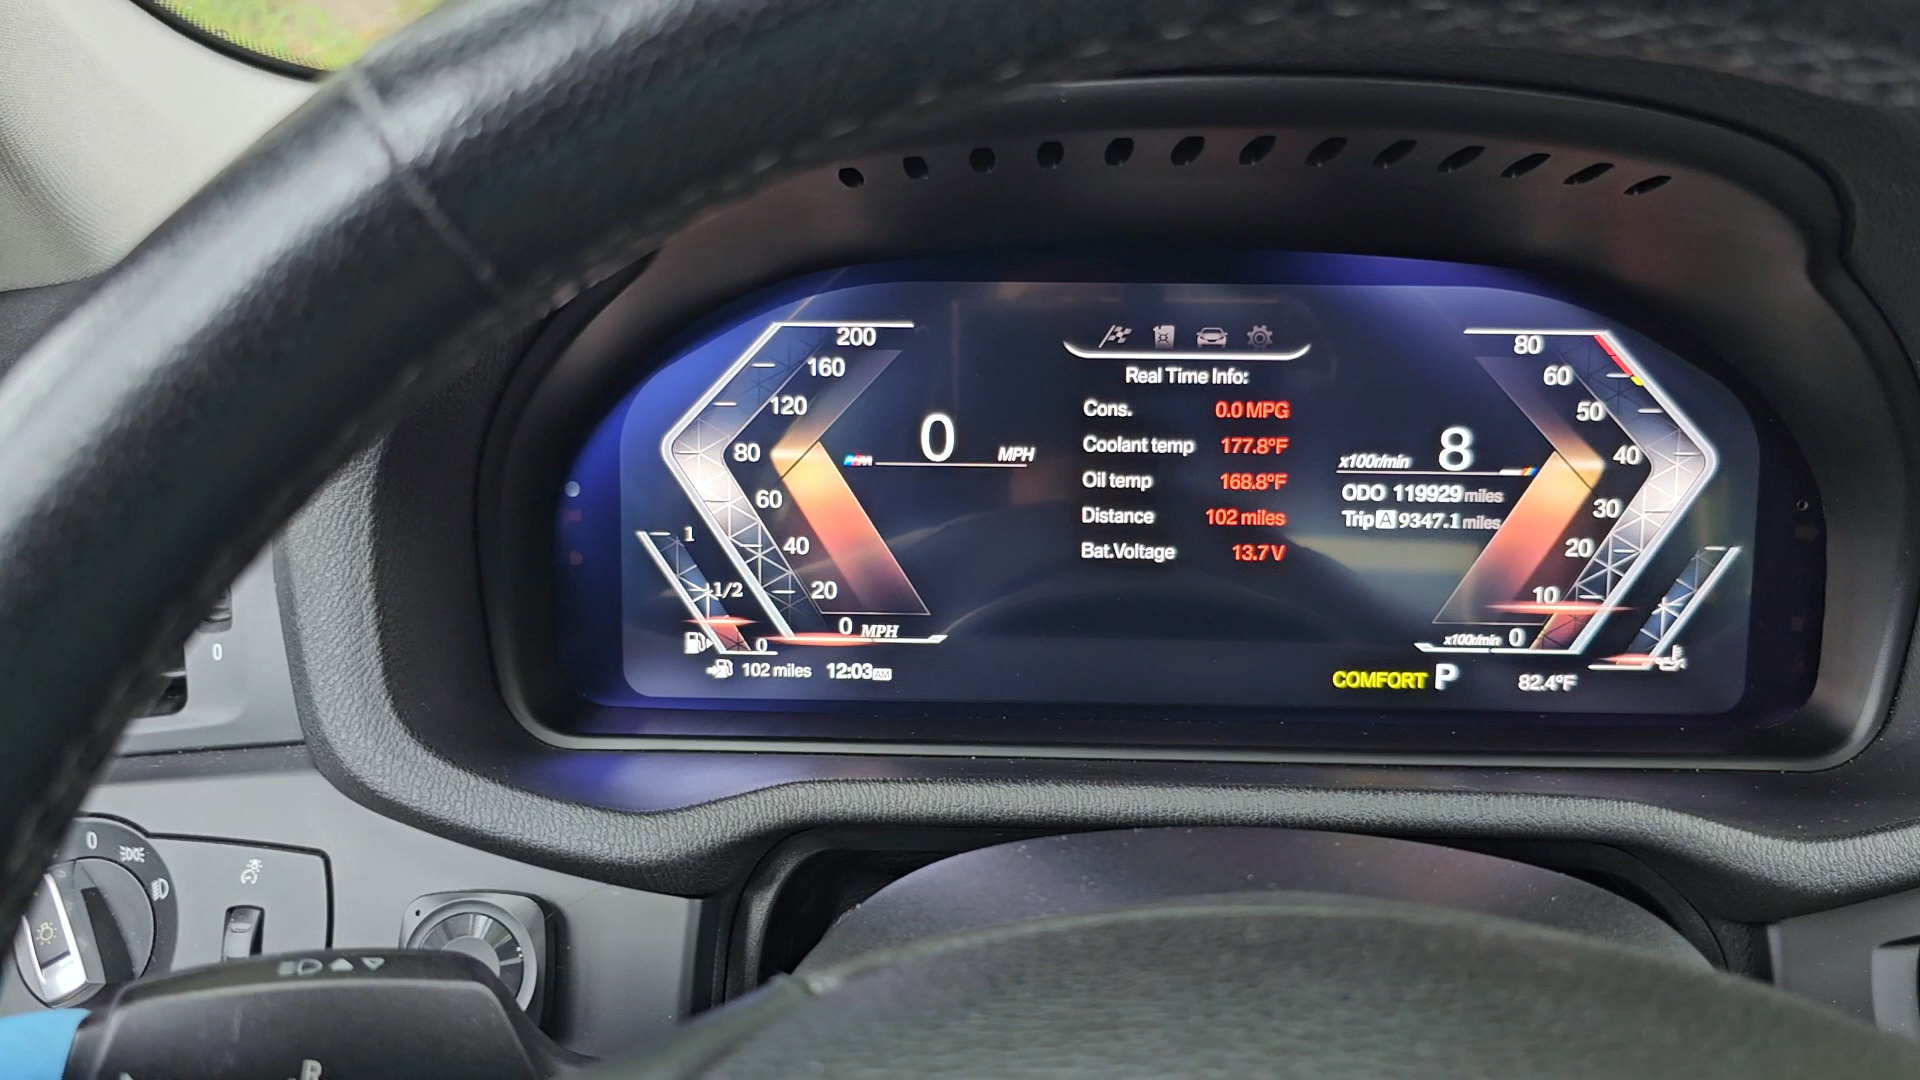 200
160
120
80
60
40
20
0 MPH
0 MPH
1
1/2
0
102 miles 12:03 AM
Real Time Info:
Cons. 0.0 MPG
Coolant temp 177.8°F
Oil temp 168.8°F
Distance 102 miles
Bat.Voltage 13.7 V
80
60
50
40
30
20
10
x100r/min 0
x100r/min 8
ODO 119929 miles
Trip A 9347.1 miles
COMFORT P 82.4°F
0
0
R